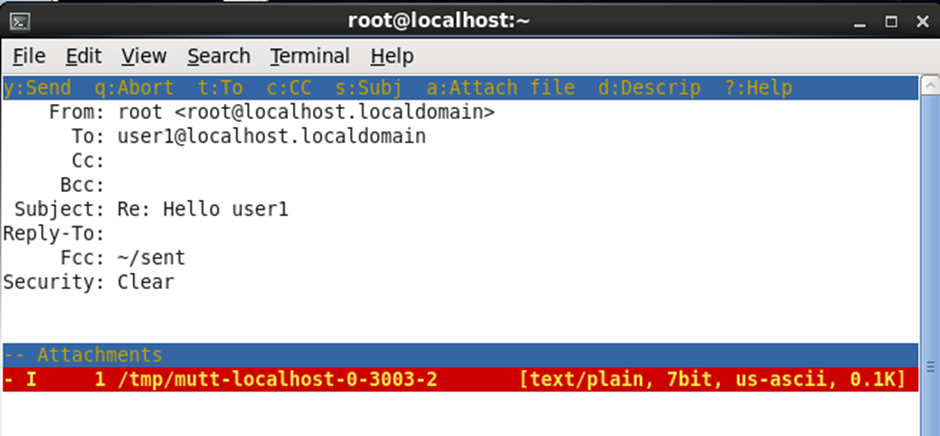 root@localhost:~
File Edit View Search Terminal Help
y:Send q:Abort t:To c:CC s:Subj a:Attach file d:Descrip ?:Help
From: root <root@localhost.localdomain>
To: user1@localhost.localdomain
Cc:
Bcc:
Subject: Re: Hello user1
Reply-To:
Fcc: ~/sent
Security: Clear
-- Attachments
- I 1 /tmp/mutt-localhost-0-3003-2 [text/plain, 7bit, us-ascii, 0.1K]